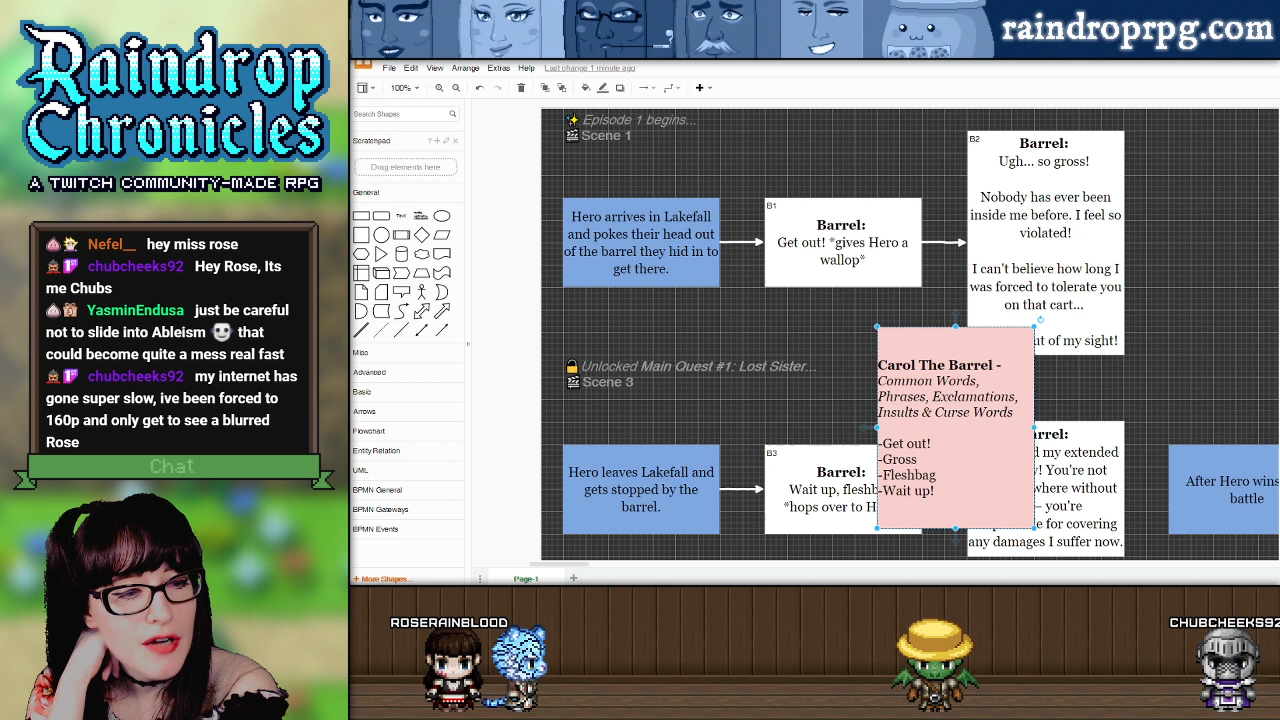 Raindrop
Chronicles
A TWITCH COMMUNITY-MADE RPG
Nefel__ hey miss rose
chubcheeks92 Hey Rose, Its
me Chubs
YasminEndusa just be careful
not to slide into Ableism that
could become quite a mess real fast
chubcheeks92 my internet has
gone super slow, ive been forced to
160p and only get to see a blurred
Rose
Chat
raindroprpg.com
File Edit View Arrange Extras Help Last change 1 minute ago
100%
Search Shapes
Scratchpad
Drag elements here
General
Text
Misc
Advanced
Basic
Arrows
Flowchart
Entity Relation
UML
BPMN General
BPMN Gateways
BPMN Events
+ More Shapes...
Page-1
Episode 1 begins...
Scene 1
Hero arrives in Lakefall
and pokes their head out
of the barrel they hid in to
get there.
B1
Barrel:
Get out! *gives Hero a
wallop*
B2
Barrel:
Ugh... so gross!
Nobody has ever been
inside me before. I feel so
violated!
I can't believe how long I
was forced to tolerate you
on that cart...
ut of my sight!
Unlocked Main Quest #1: Lost Sister...
Scene 3
Hero leaves Lakefall and
gets stopped by the
barrel.
B3
Barrel:
Wait up, fleshb
*hops over to H
Carol The Barrel -
Common Words,
Phrases, Exclamations,
Insults & Curse Words
-Get out!
-Gross
-Fleshbag
-Wait up!
rrel:
d my extended
y! You're not
where without
– you're
e for covering
any damages I suffer now.
After Hero wins
battle
ROSERAINBLOOD
CHUBCHEEKS92